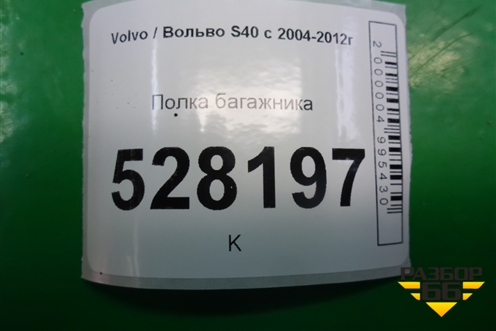 Volvo / Вольво S40 с 2004-2012г
Полка багажника
528197
К
2000004995430
РАЗБОР
66